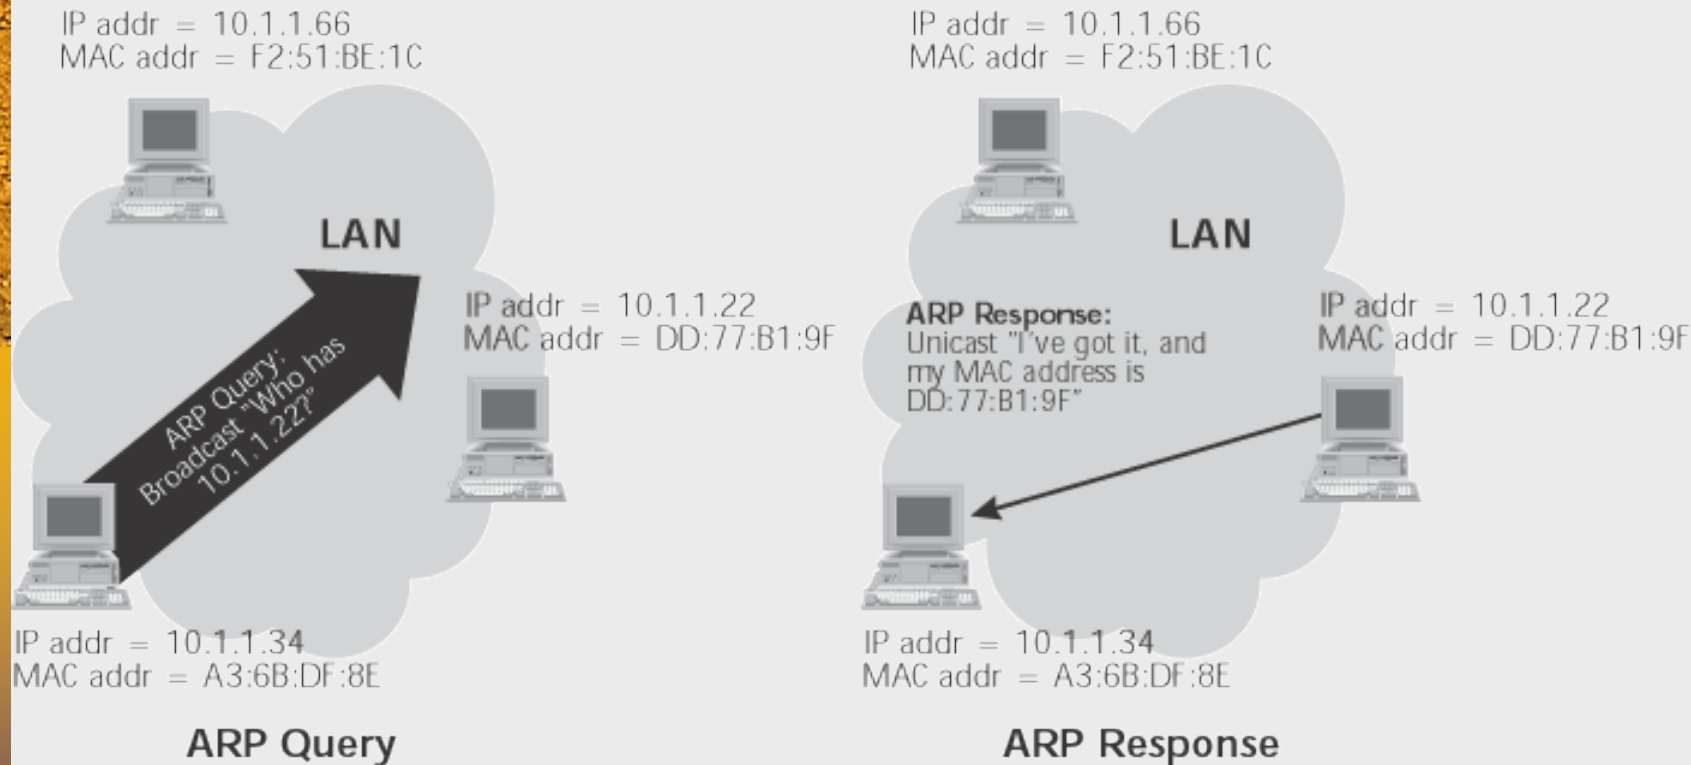 IP addr = 10.1.1.66
MAC addr = F2:51:BE:1C
LAN
IP addr = 10.1.1.22
MAC addr = DD:77:B1:9F
ARP Query:
Broadcast "Who has
10.1.1.22?"
IP addr = 10.1.1.34
MAC addr = A3:6B:DF:8E
ARP Query
IP addr = 10.1.1.66
MAC addr = F2:51:BE:1C
LAN
IP addr = 10.1.1.22
MAC addr = DD:77:B1:9F
ARP Response:
Unicast "I've got it, and
my MAC address is
DD:77:B1:9F"
IP addr = 10.1.1.34
MAC addr = A3:6B:DF:8E
ARP Response